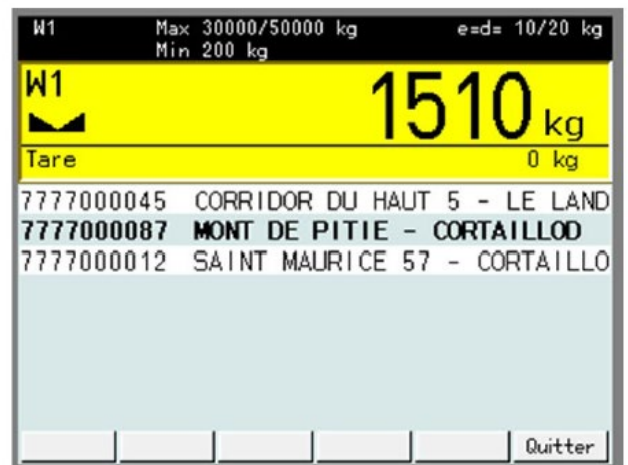 W1 Max 30000/50000 kg e=d= 10/20 kg
Min 200 kg
W1
1510 kg
Tare 0 kg
7777000045 CORRIDOR DU HAUT 5 - LE LAND
7777000087 MONT DE PITIE - CORTAILLOD
7777000012 SAINT MAURICE 57 - CORTAILLO
Quitter